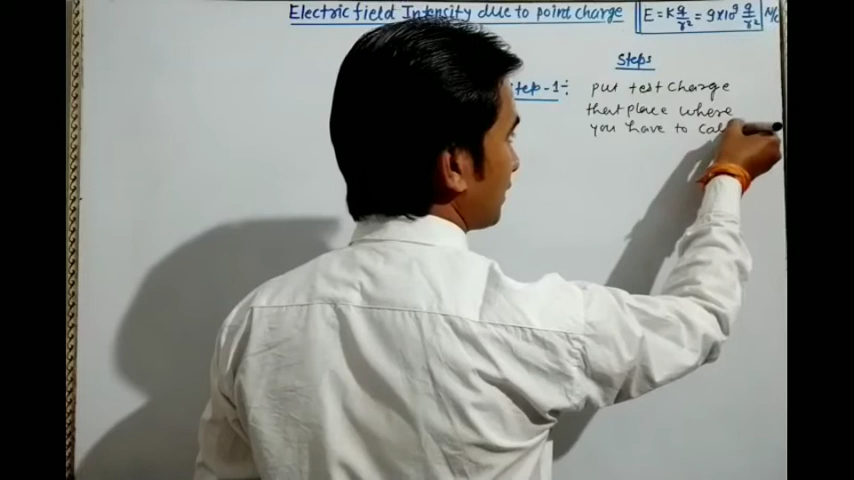 Electric field Intensity due to point charge
E = K q/r² = 9×10⁹ q/r² N/C
Steps
step-1÷ put test charge
that place where
you have to cal